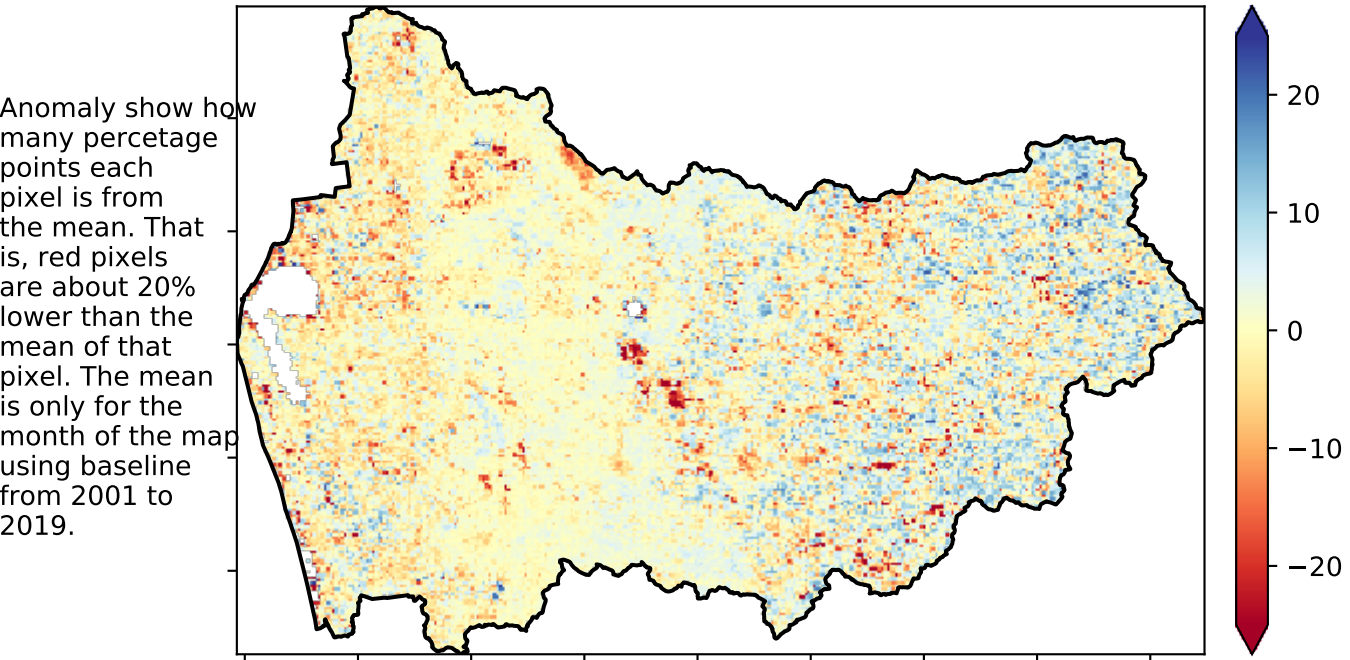 Anomaly show how
many percetage
points each
pixel is from
the mean. That
is, red pixels
are about 20%
lower than the
mean of that
pixel. The mean
is only for the
month of the map
using baseline
from 2001 to
2019.
20
10
0
−10
−20